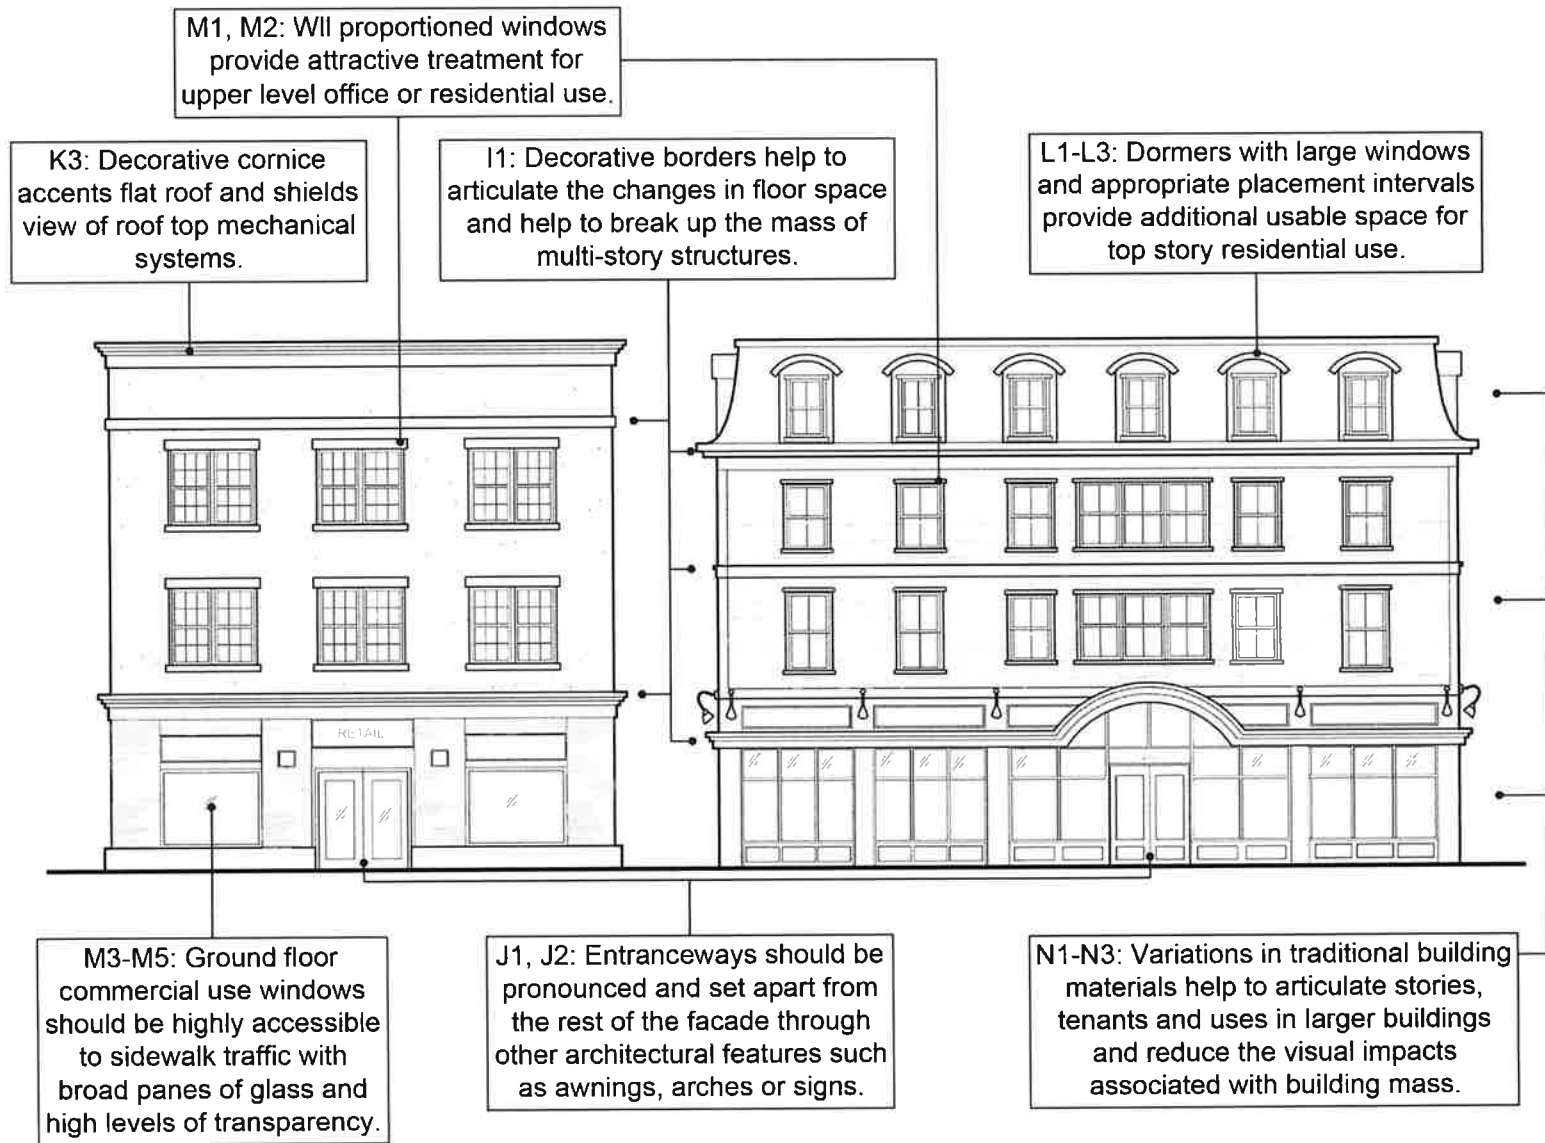 M1, M2: WII proportioned windows
provide attractive treatment for
upper level office or residential use.
K3: Decorative cornice
accents flat roof and shields
view of roof top mechanical
systems.
I1: Decorative borders help to
articulate the changes in floor space
and help to break up the mass of
multi-story structures.
L1-L3: Dormers with large windows
and appropriate placement intervals
provide additional usable space for
top story residential use.
RETAIL
M3-M5: Ground floor
commercial use windows
should be highly accessible
to sidewalk traffic with
broad panes of glass and
high levels of transparency.
J1, J2: Entranceways should be
pronounced and set apart from
the rest of the facade through
other architectural features such
as awnings, arches or signs.
N1-N3: Variations in traditional building
materials help to articulate stories,
tenants and uses in larger buildings
and reduce the visual impacts
associated with building mass.